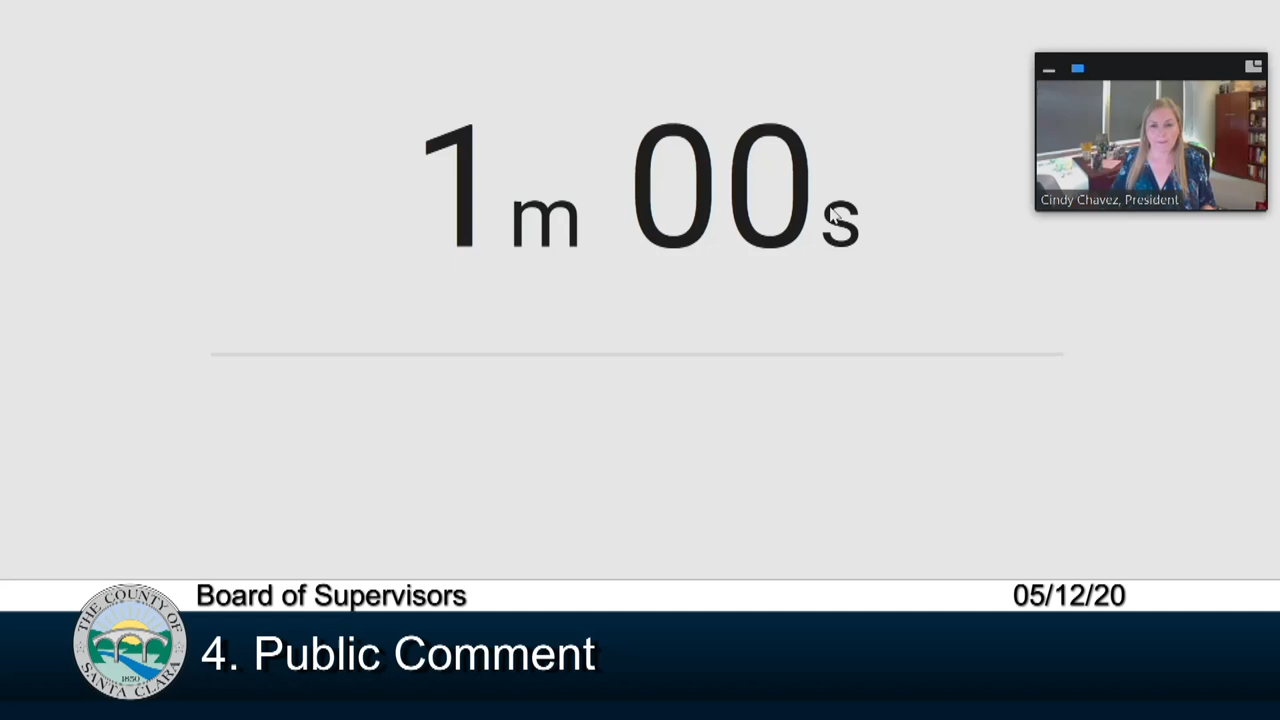 1m 00s
Cindy Chavez, President
Board of Supervisors
05/12/20
THE COUNTY OF
SANTA CLARA
1850
4. Public Comment